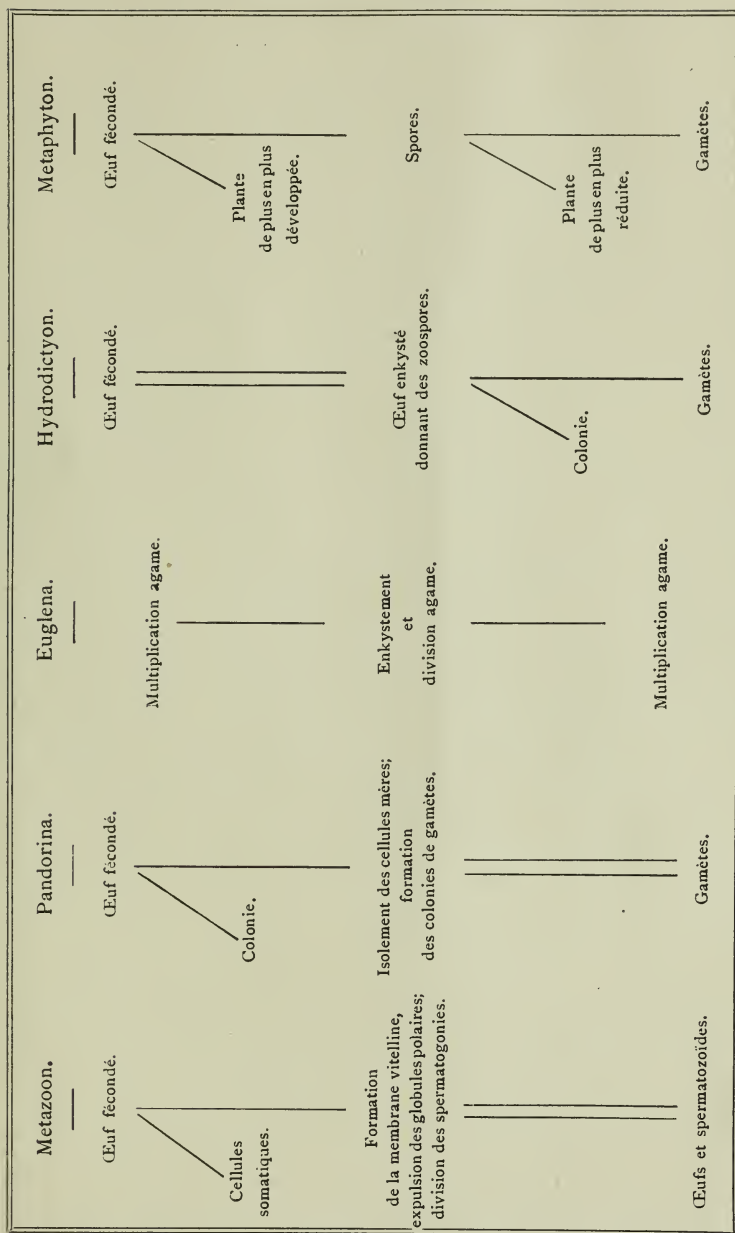 Metazoon.
Œuf fécondé.
Cellules
somatiques.
Formation
de la membrane vitelline,
expulsion des globules polaires;
division des spermatogonies.
Œufs et spermatozoïdes.
Pandorina.
Œuf fécondé.
Colonie.
Isolement des cellules mères;
formation
des colonies de gamètes.
Gamètes.
Euglena.
Multiplication agame.
Enkystement
et
division agame.
Multiplication agame.
Hydrodictyon.
Œuf fécondé.
Œuf enkysté
donnant des zoospores.
Colonie.
Gamètes.
Metaphyton.
Œuf fécondé.
Plante
de plus en plus
développée.
Spores.
Plante
de plus en plus
réduite.
Gamètes.